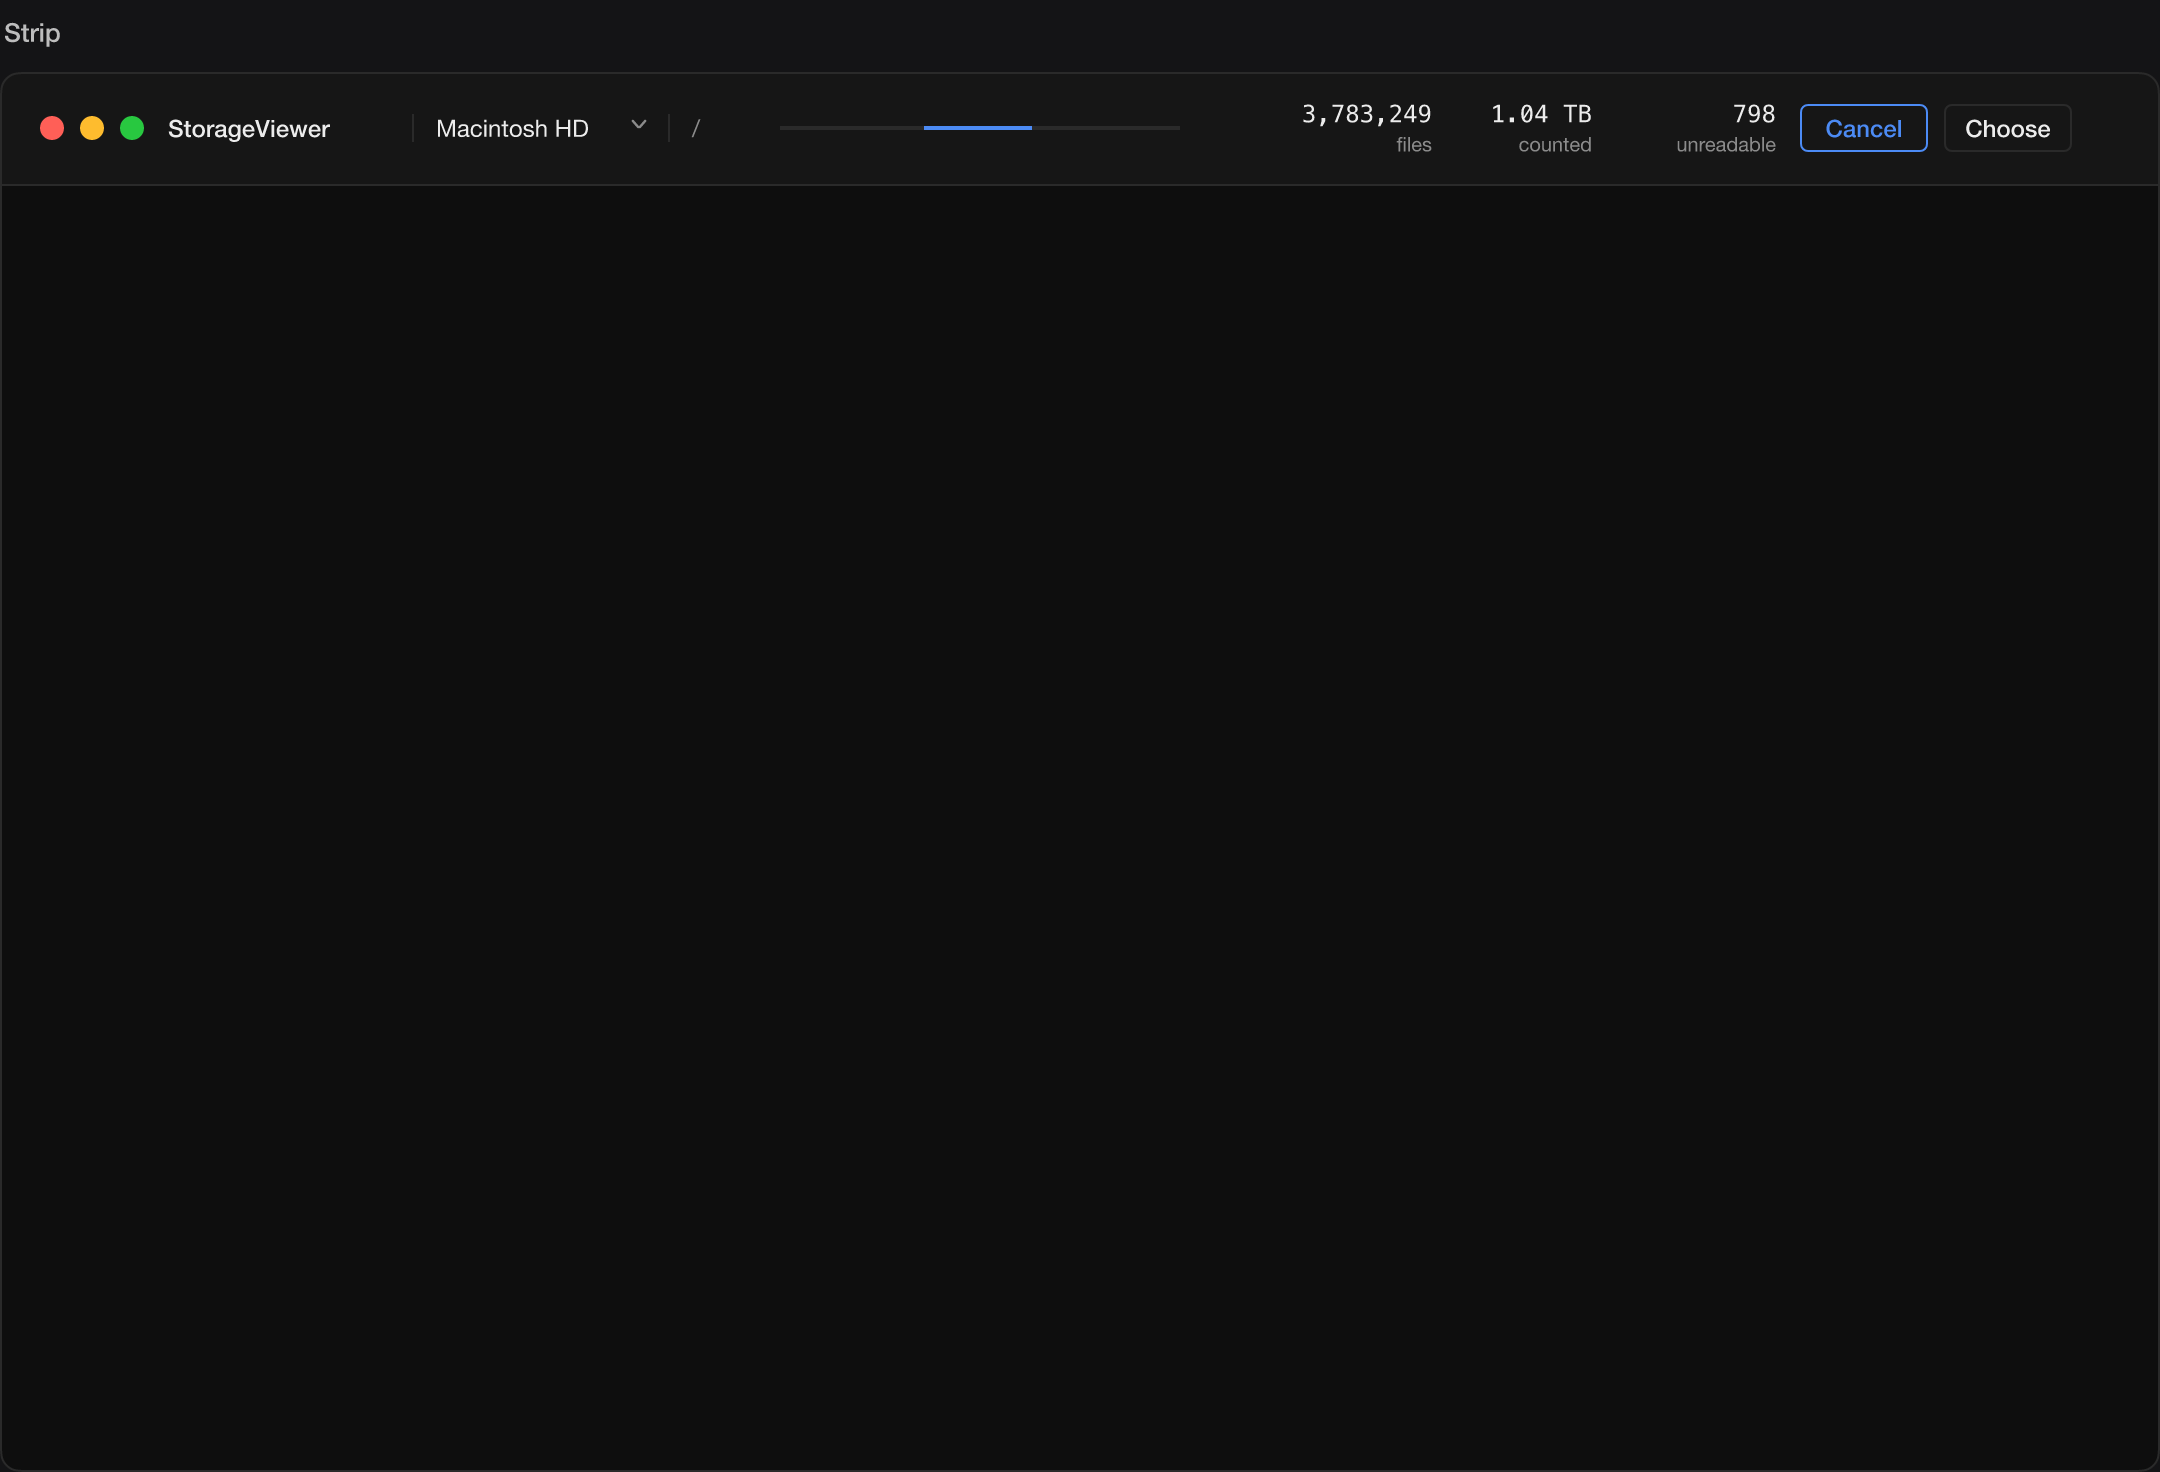 Strip
StorageViewer
Macintosh HD
/
3,783,249
files
1.04 TB
counted
798
unreadable
Cancel
Choose